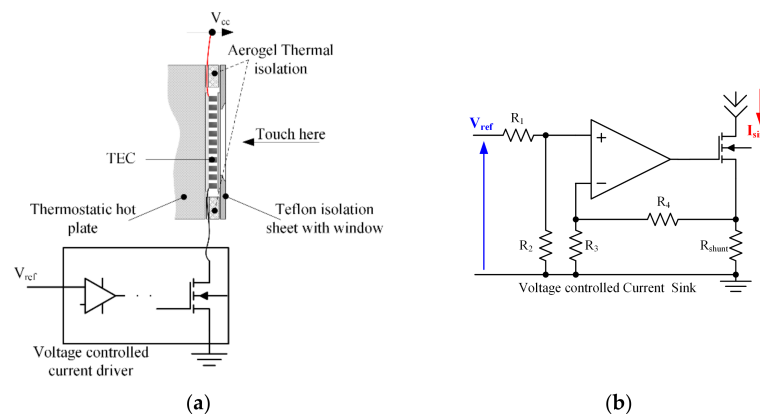 Vcc
Aerogel Thermal
isolation
Touch here
TEC
Thermostatic hot
plate
Teflon isolation
sheet with window
Vref
Voltage controlled
current driver
(a)
Vref
R1
R2
R3
R4
Rshunt
Isin
Voltage controlled Current Sink
(b)